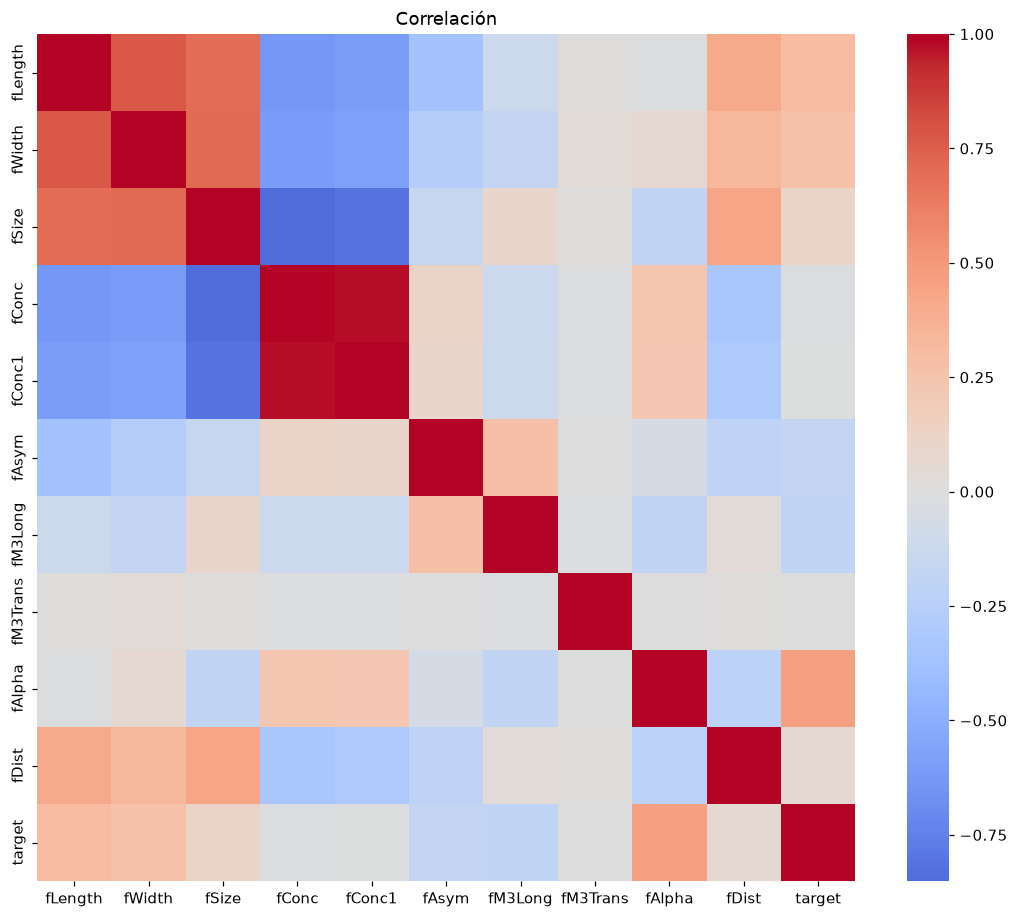 Correlación
fLength
fWidth
fSize
fConc
fConc1
fAsym
fM3Long
fM3Trans
fAlpha
fDist
target
fLength fWidth fSize fConc fConc1 fAsym fM3Long fM3Trans fAlpha fDist target
1.00
0.75
0.50
0.25
0.00
−0.25
−0.50
−0.75